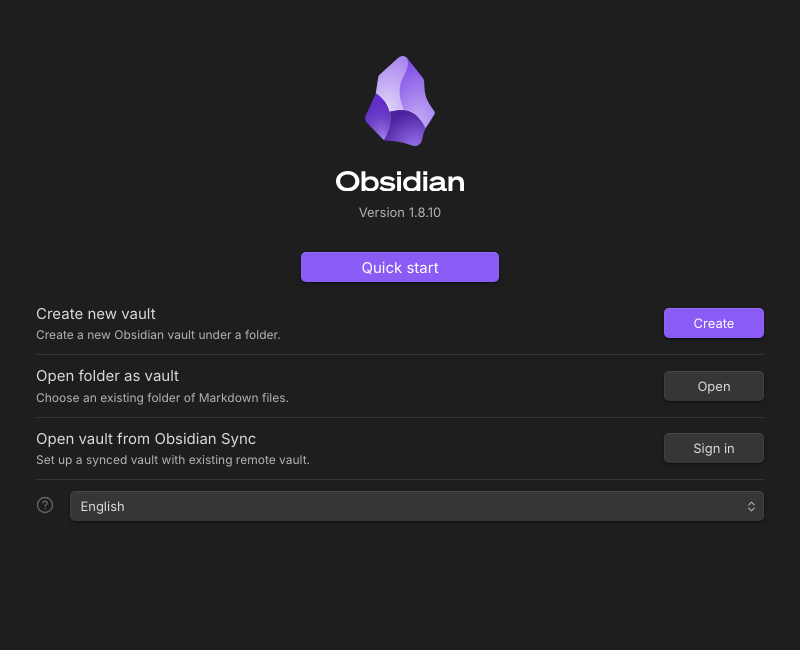 Obsidian
Version 1.8.10
Quick start
Create new vault
Create a new Obsidian vault under a folder.
Create
Open folder as vault
Choose an existing folder of Markdown files.
Open
Open vault from Obsidian Sync
Set up a synced vault with existing remote vault.
Sign in
?
English